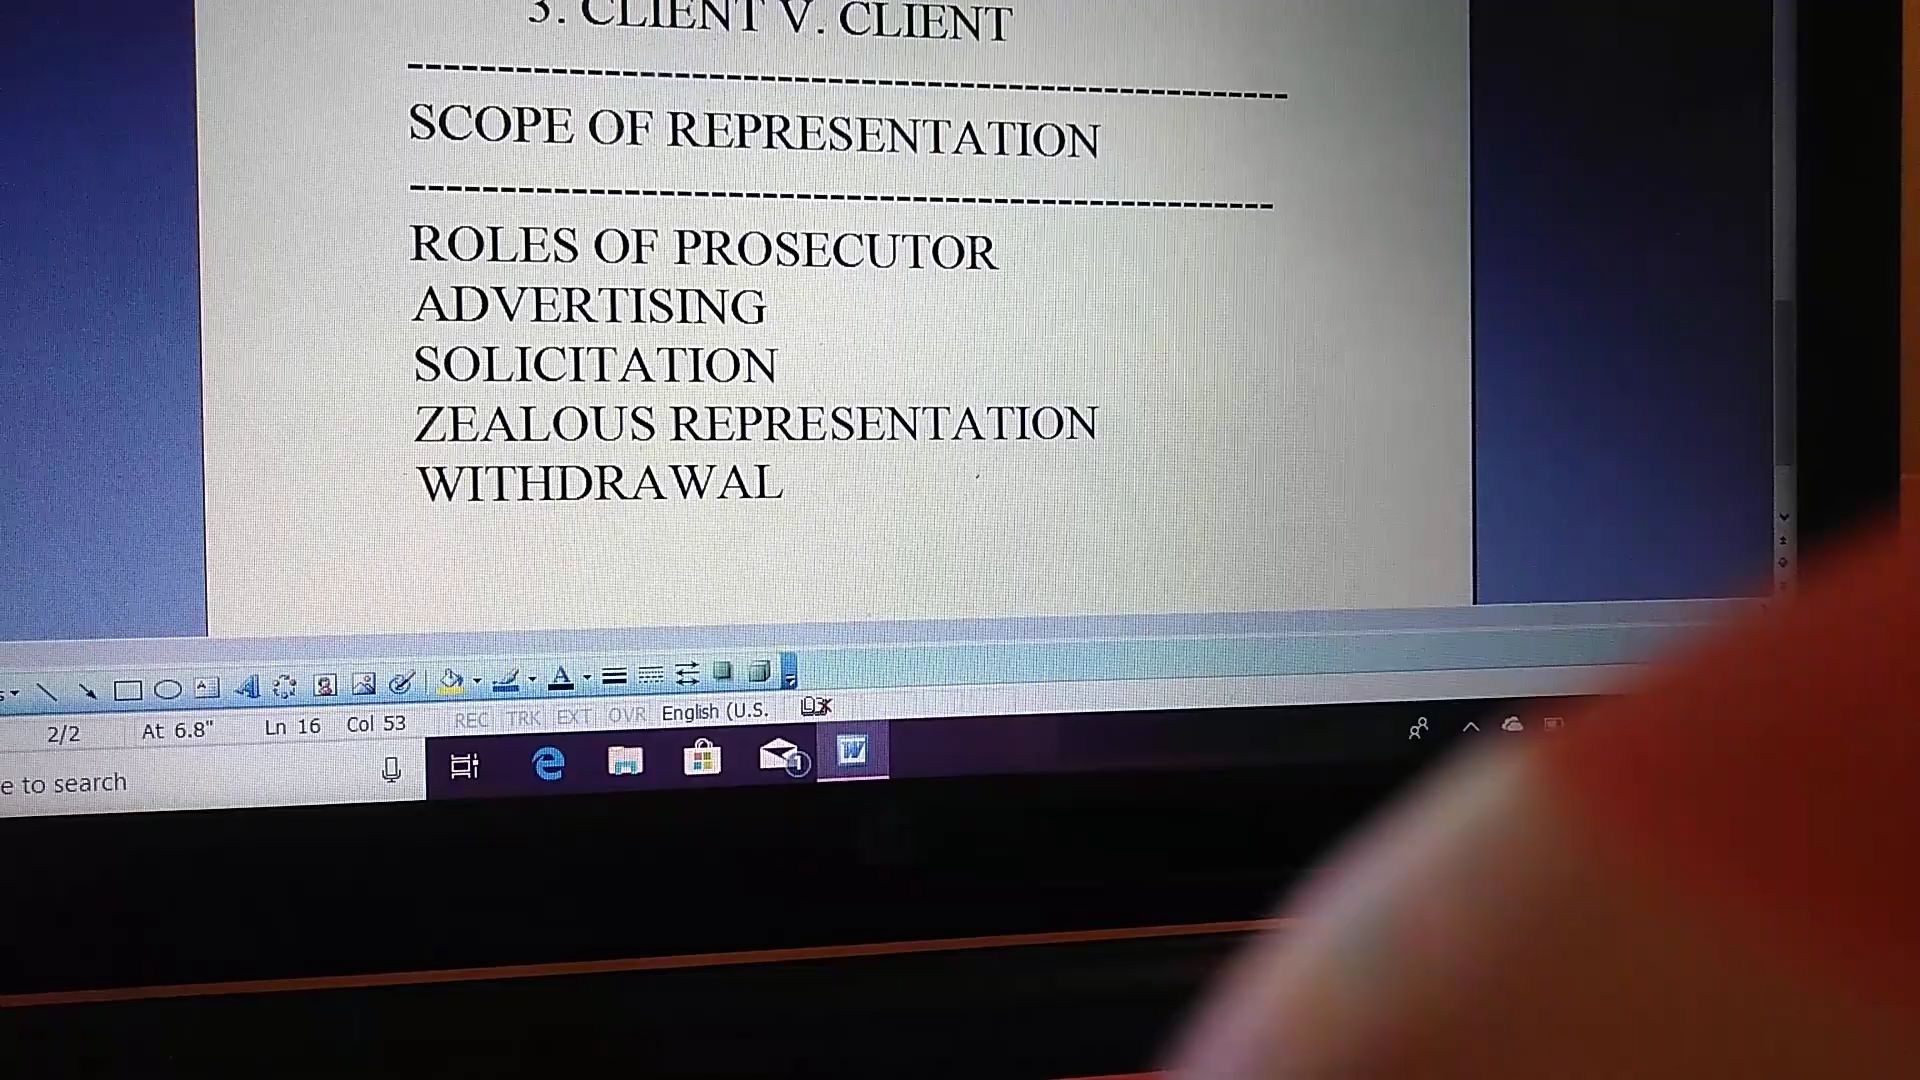 3. CLIENT V. CLIENT
------------------------------------------------------------
SCOPE OF REPRESENTATION
------------------------------------------------------------
ROLES OF PROSECUTOR
ADVERTISING
SOLICITATION
ZEALOUS REPRESENTATION
WITHDRAWAL
2/2 At 6.8" Ln 16 Col 53 REC TRK EXT OVR English (U.S.
e to search